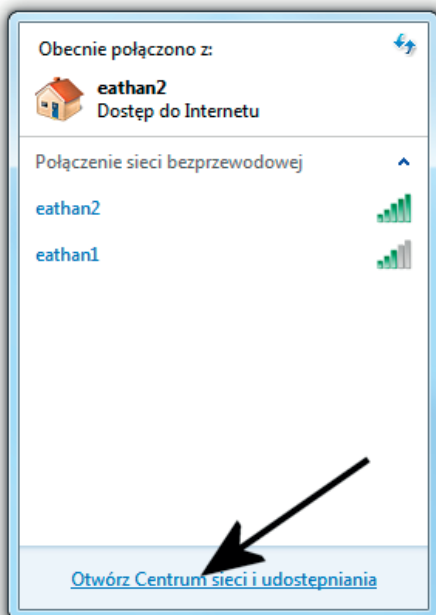 Obecnie połączono z:
eathan2
Dostęp do Internetu
Połączenie sieci bezprzewodowej
eathan2
eathan1
Otwórz Centrum sieci i udostępniania